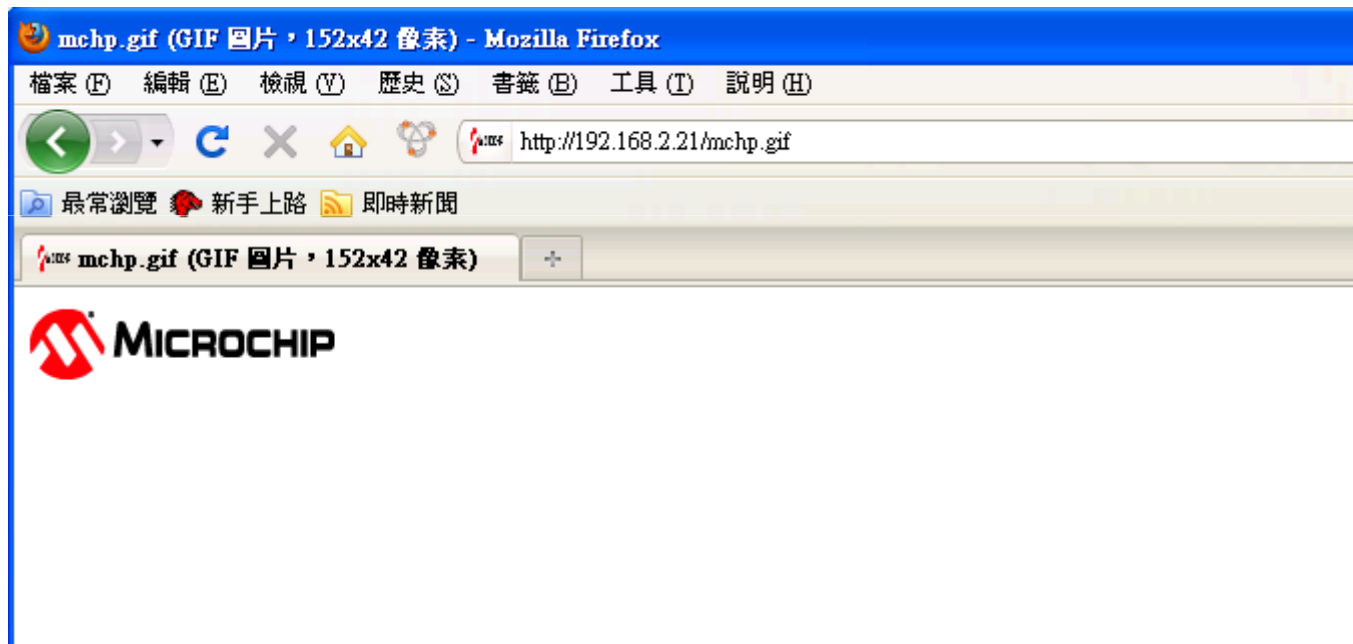 mchp.gif (GIF 圖片，152x42 像素) - Mozilla Firefox
檔案(F) 編輯(E) 檢視(V) 歷史(S) 書籤(B) 工具(T) 說明(H)
http://192.168.2.21/mchp.gif
最常瀏覽 新手上路 即時新聞
mchp.gif (GIF 圖片，152x42 像素)
MICROCHIP